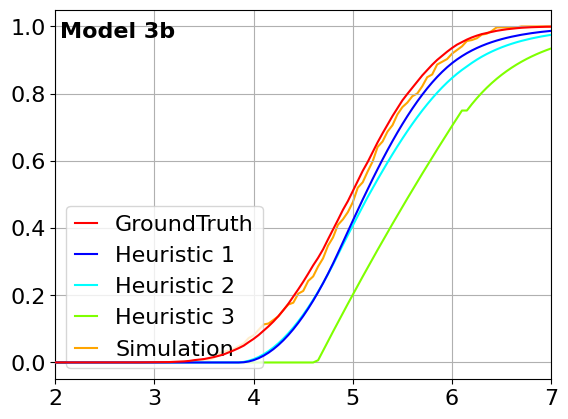 Model 3b
1.0
0.8
0.6
0.4
0.2
0.0
GroundTruth
Heuristic 1
Heuristic 2
Heuristic 3
Simulation
2 3 4 5 6 7